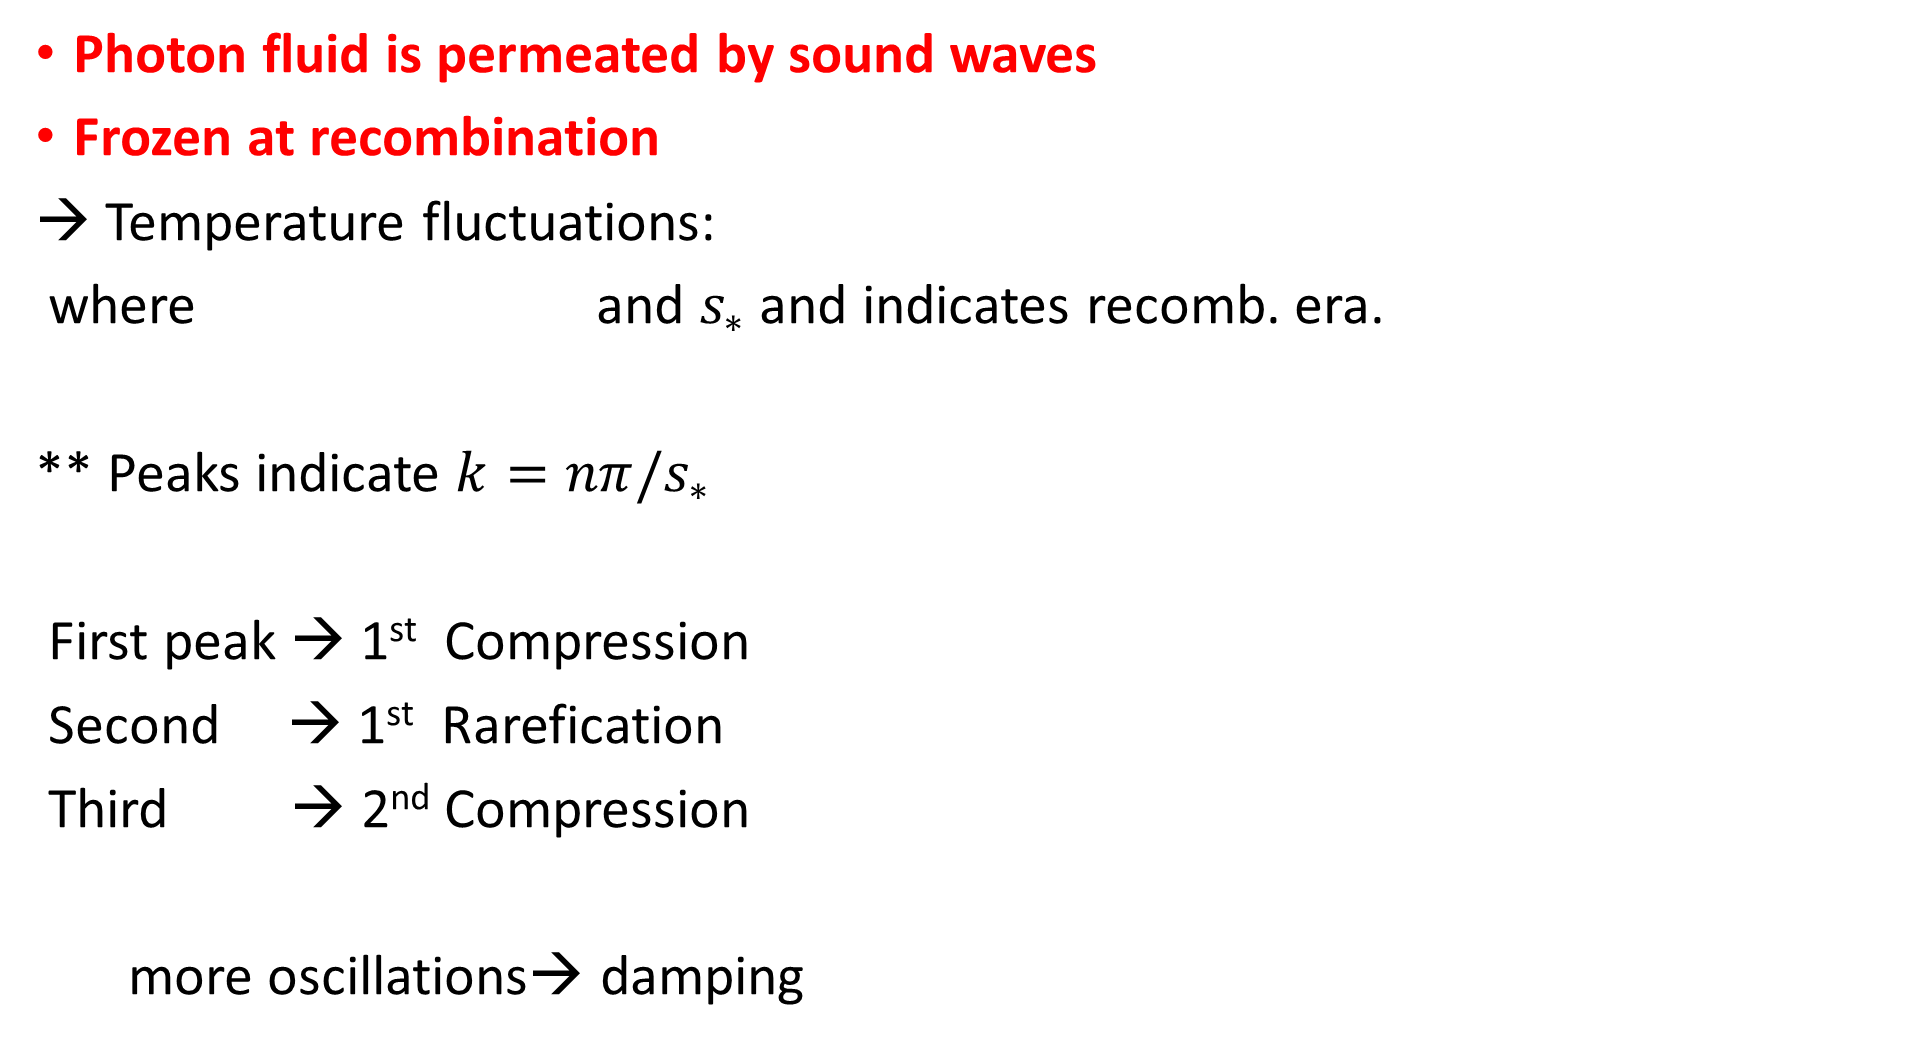 • Photon fluid is permeated by sound waves
• Frozen at recombination
→ Temperature fluctuations:
where and s* and indicates recomb. era.
** Peaks indicate k = nπ/s*
First peak → 1st Compression
Second → 1st Rarefication
Third → 2nd Compression
more oscillations→ damping